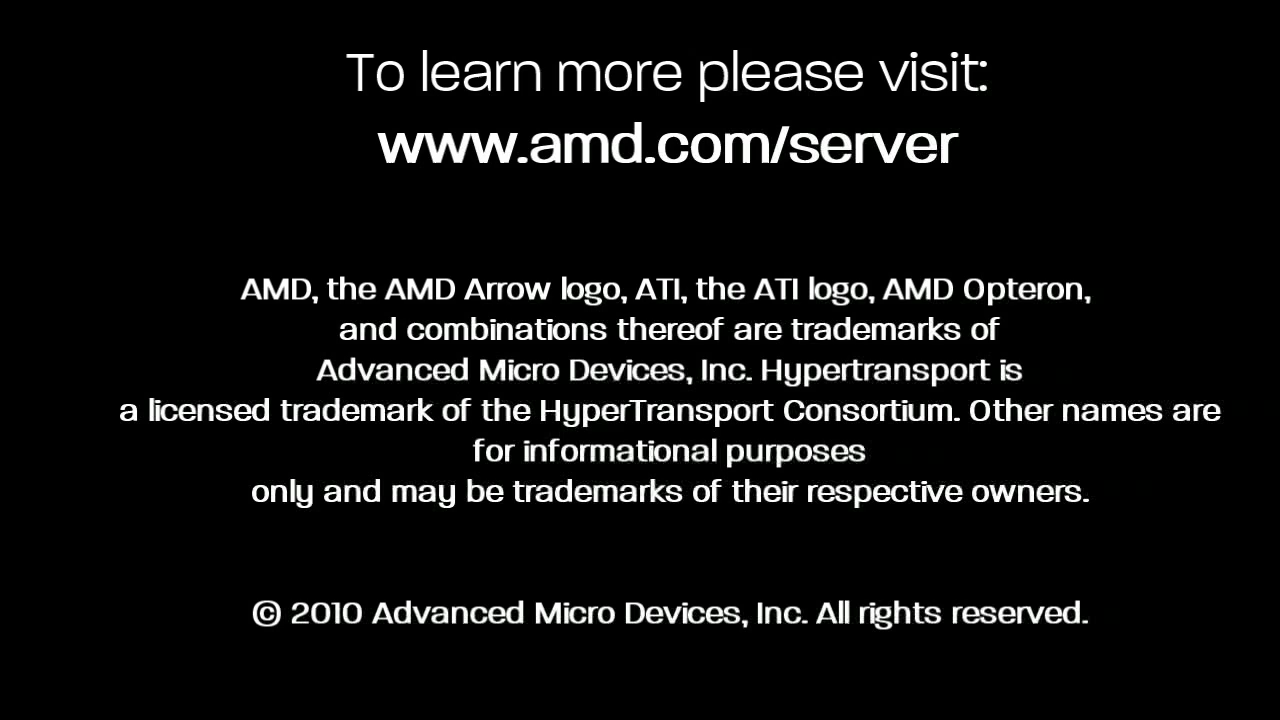 To learn more please visit:
www.amd.com/server
AMD, the AMD Arrow logo, ATI, the ATI logo, AMD Opteron,
and combinations thereof are trademarks of
Advanced Micro Devices, Inc. Hypertransport is
a licensed trademark of the HyperTransport Consortium. Other names are
for informational purposes
only and may be trademarks of their respective owners.
© 2010 Advanced Micro Devices, Inc. All rights reserved.